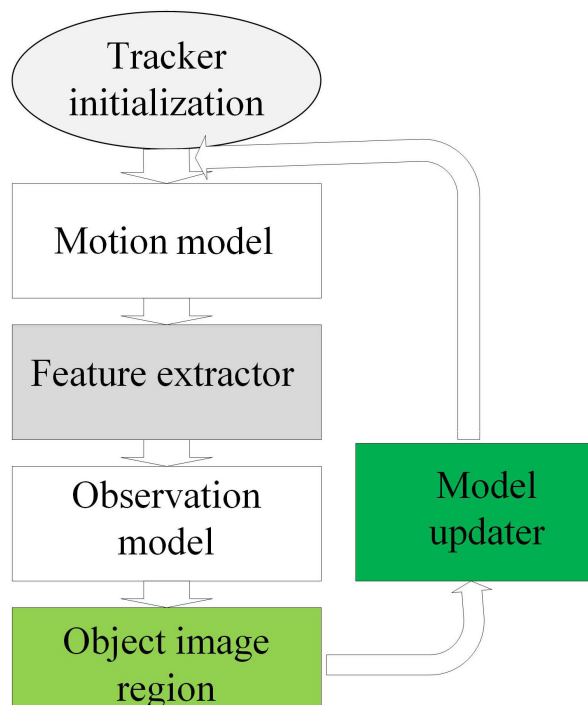 Tracker
initialization
Motion model
Feature extractor
Observation
model
Model
updater
Object image
region